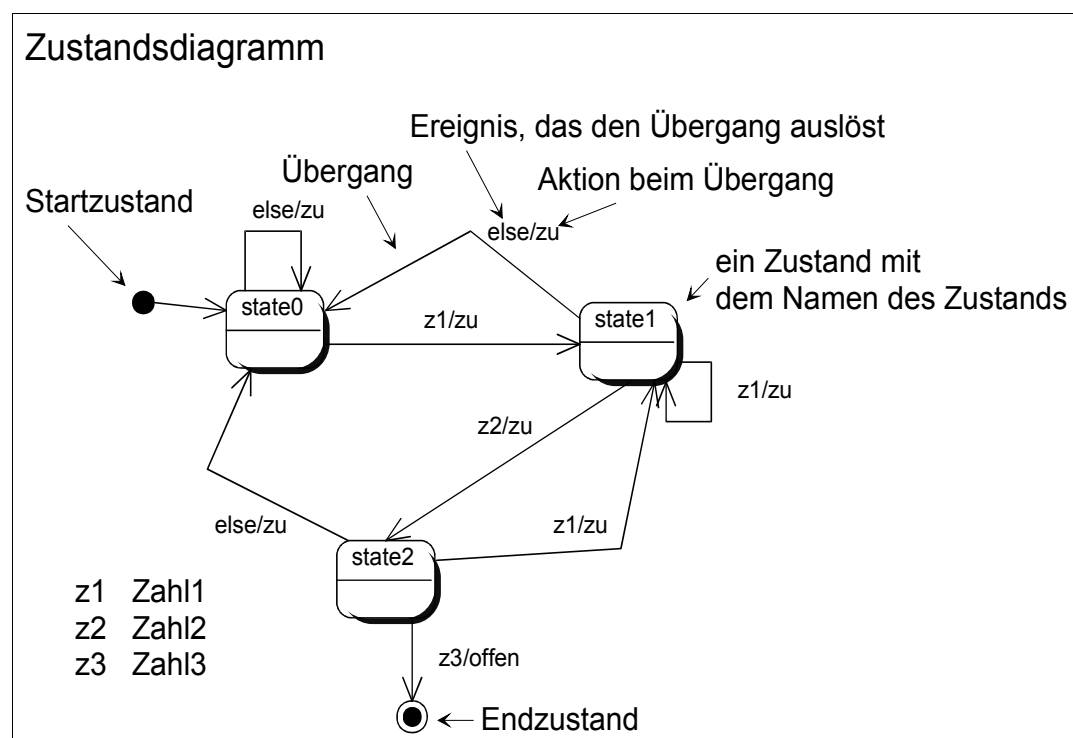 Zustandsdiagramm
Ereignis, das den Übergang auslöst
Übergang
Aktion beim Übergang
Startzustand
else/zu
else/zu
ein Zustand mit
dem Namen des Zustands
state0
z1/zu
state1
z1/zu
z2/zu
else/zu
z1/zu
state2
z1 Zahl1
z2 Zahl2
z3 Zahl3
z3/offen
Endzustand